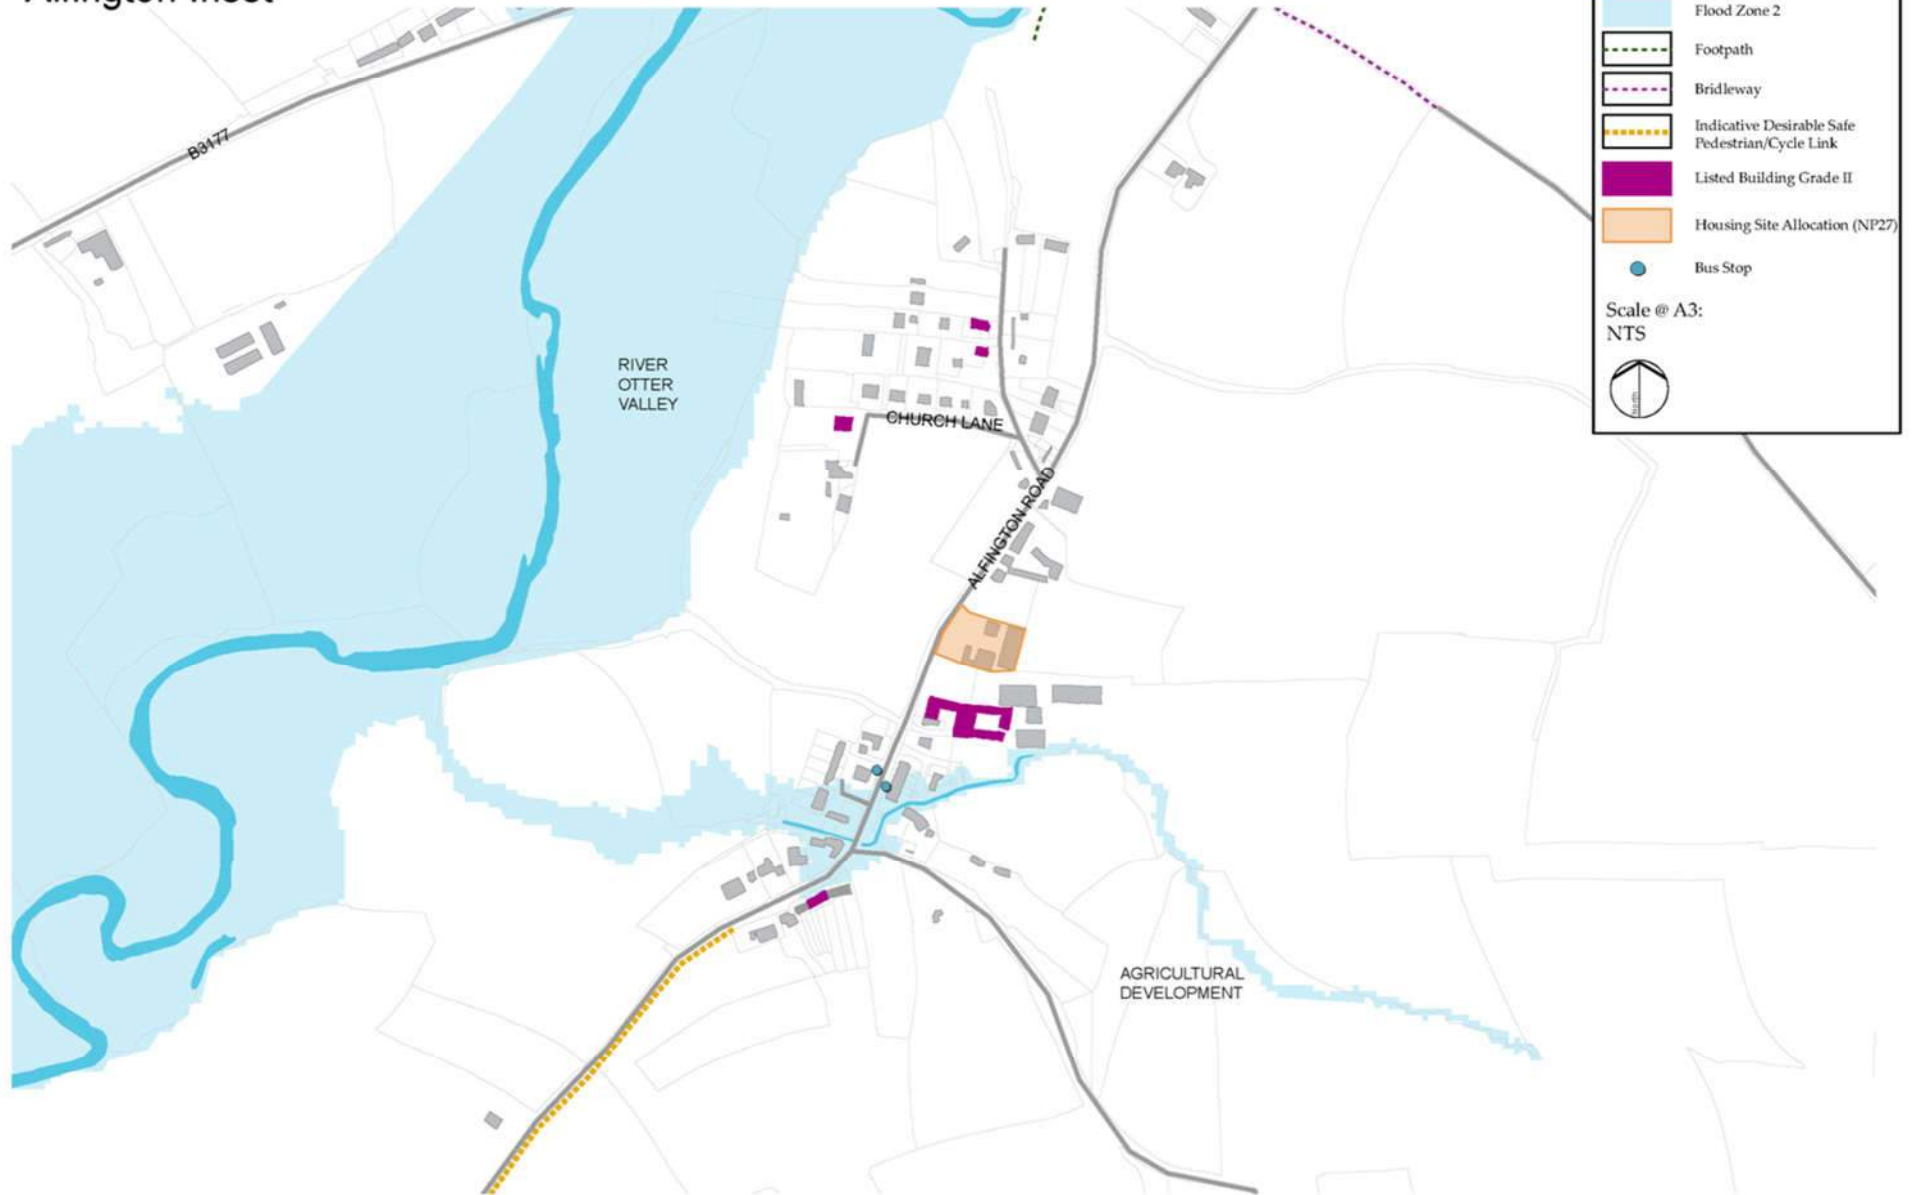 Alfington Inset
Flood Zone 2
Footpath
Bridleway
Indicative Desirable Safe
Pedestrian/Cycle Link
Listed Building Grade II
Housing Site Allocation (NP27)
Bus Stop
Scale @ A3:
NTS
North
B3177
RIVER
OTTER
VALLEY
CHURCH LANE
ALFINGTON ROAD
AGRICULTURAL
DEVELOPMENT